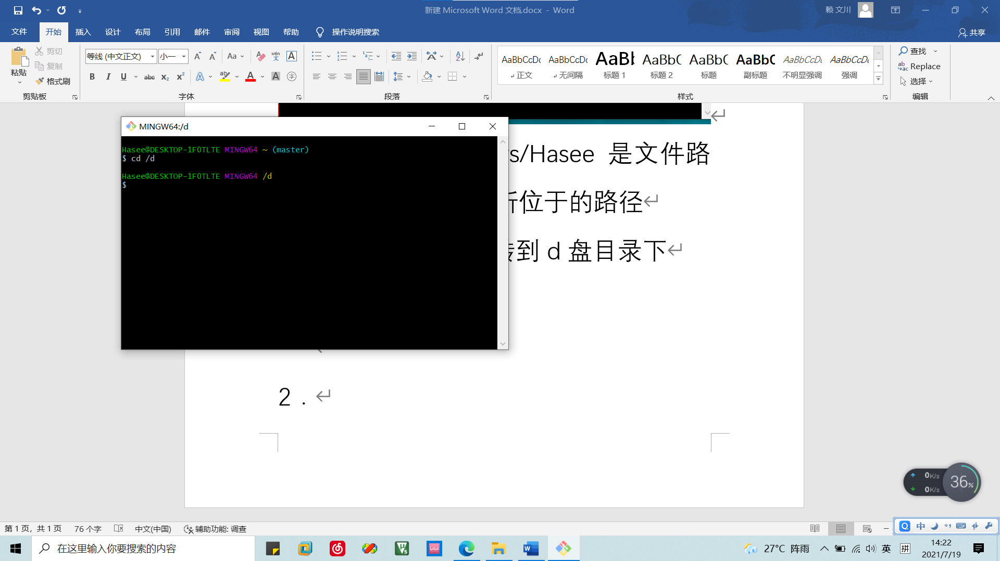 新建 Microsoft Word 文档.docx - Word
赖 文川
文件 开始 插入 设计 布局 引用 邮件 审阅 视图 帮助 操作说明搜索
共享
粘贴
剪切
复制
格式刷
剪贴板
等线 (中文正文) 小一
字体
段落
AaBbCcDc AaBbCcDc AaBb AaBbC AaBbC AaBbC AaBbCcDc AaBbCcDc
正文 无间隔 标题 1 标题 2 标题 副标题 不明显强调 强调
样式
查找
Replace
选择
编辑
MINGW64:/d
Hasee@DESKTOP-1F0TLTE MINGW64 ~ (master)
$ cd /d
Hasee@DESKTOP-1F0TLTE MINGW64 /d
$
s/Hasee 是文件路
位于的路径
到 d 盘目录下
2 .
0K/s
0K/s
36%
第 1 页，共 1 页 76 个字 中文(中国) 辅助功能: 调查
中
在这里输入你要搜索的内容
27°C 阵雨
英
拼
14:22
2021/7/19